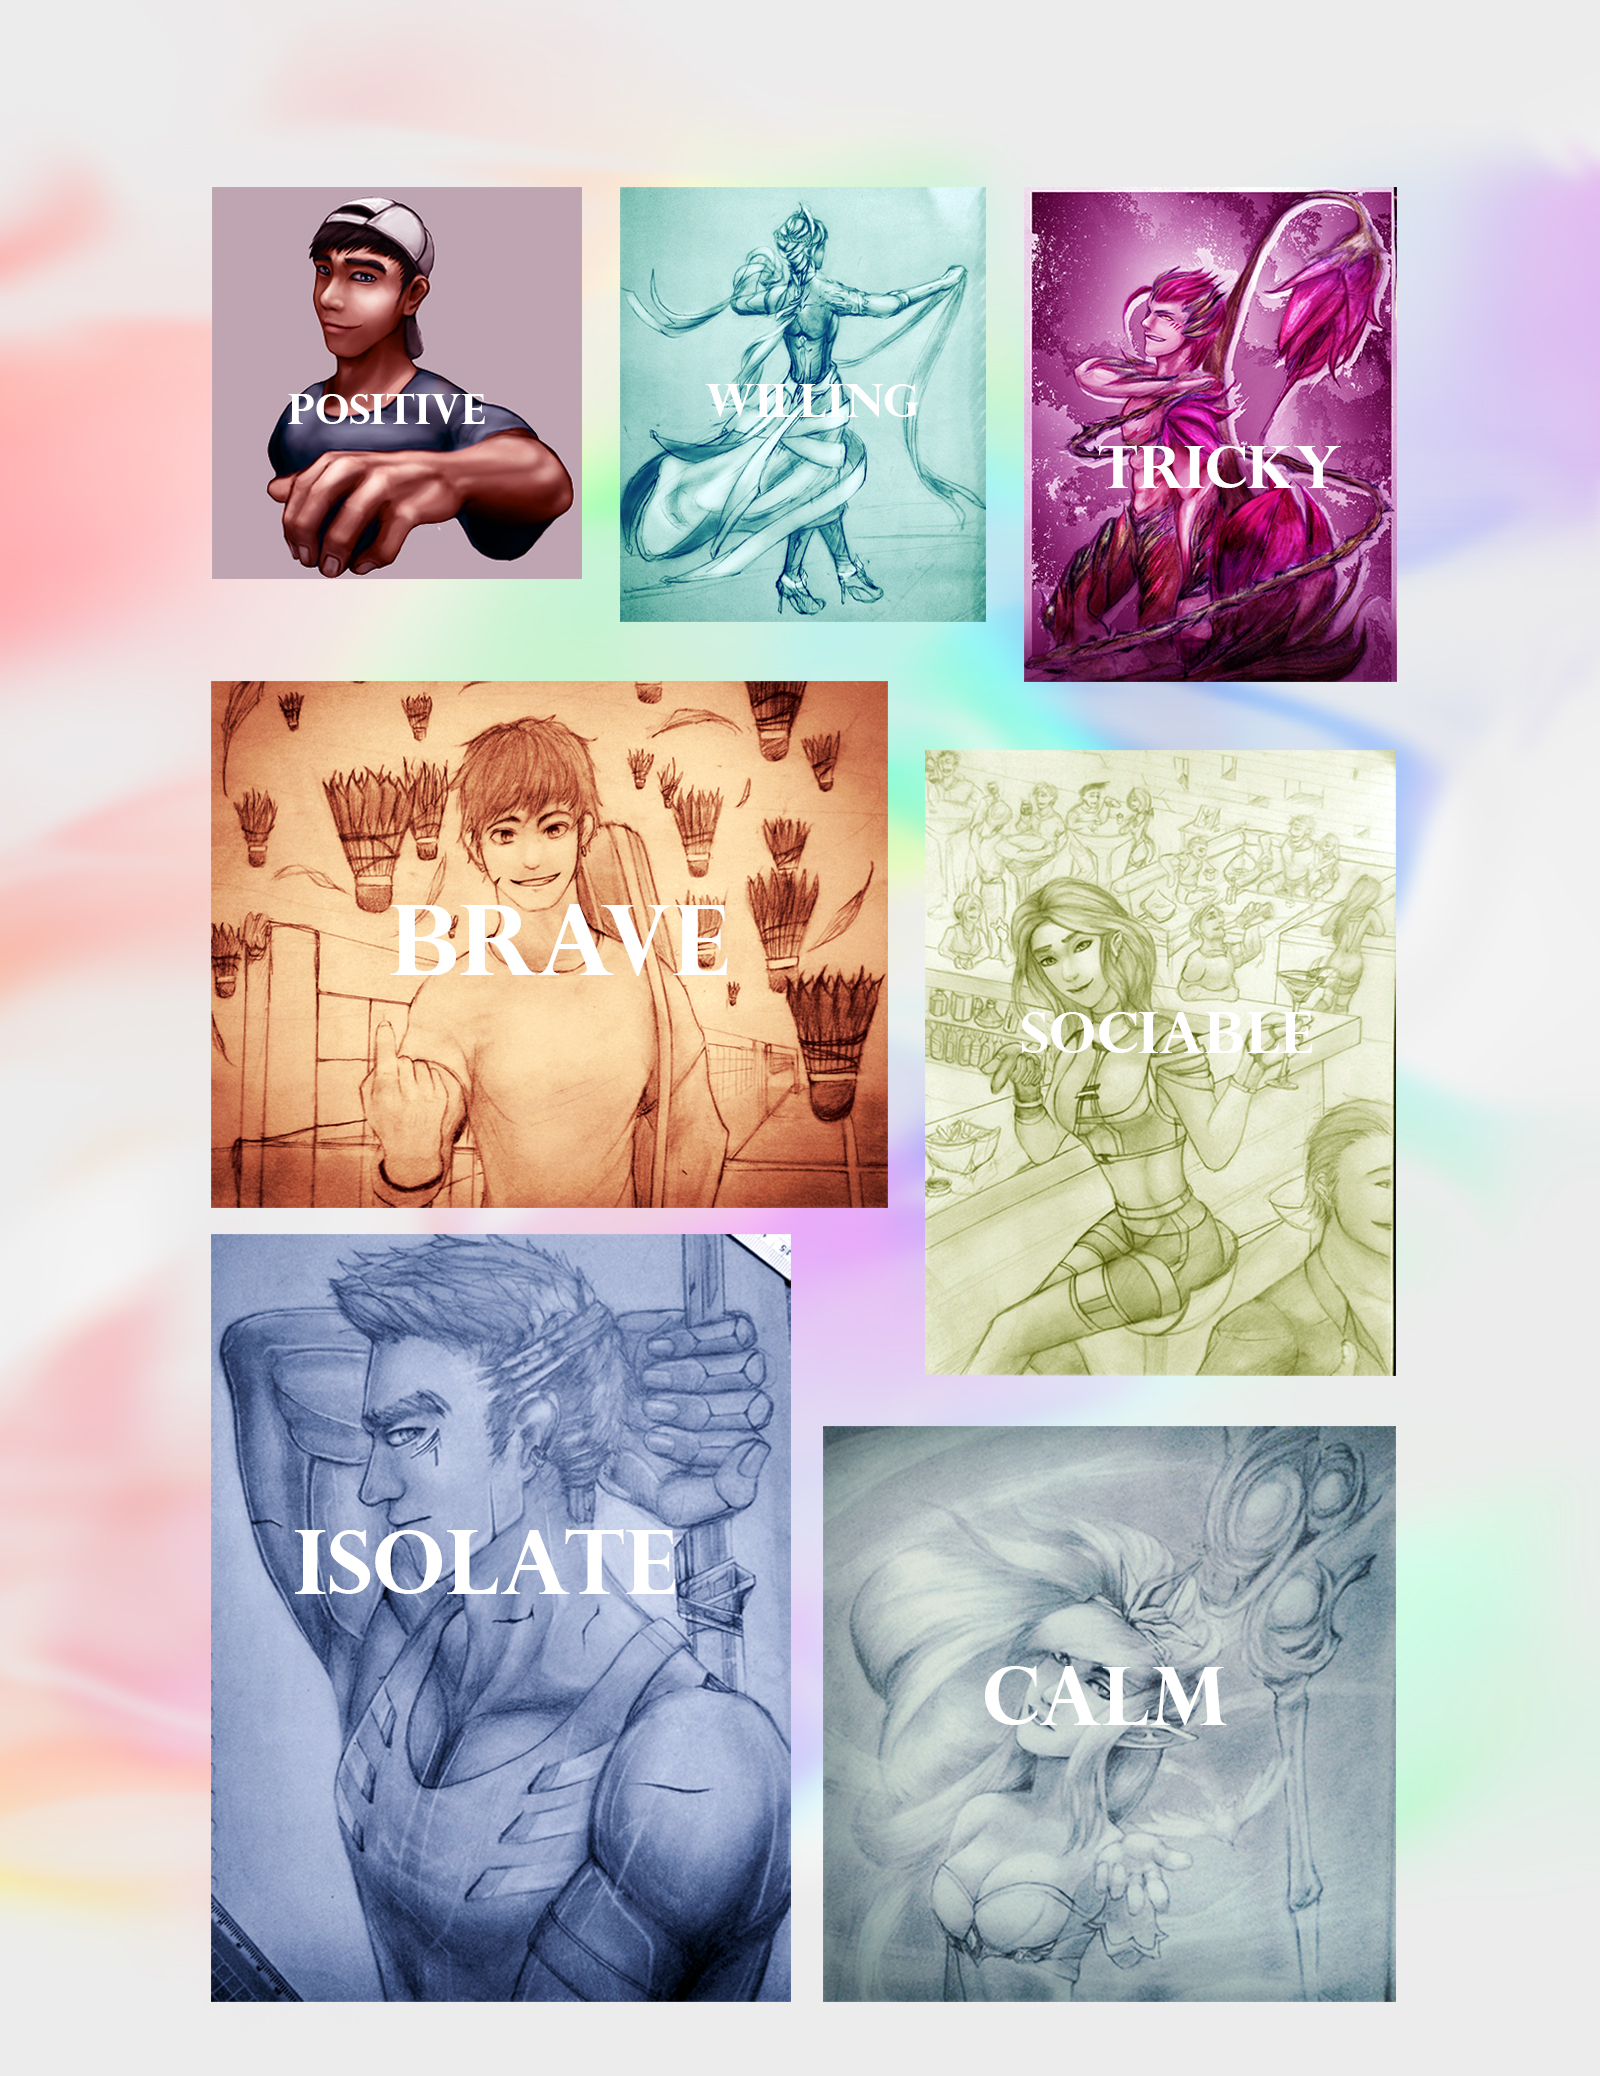 POSITIVE
WILLING
TRICKY
BRAVE
SOCIABLE
ISOLATE
CALM